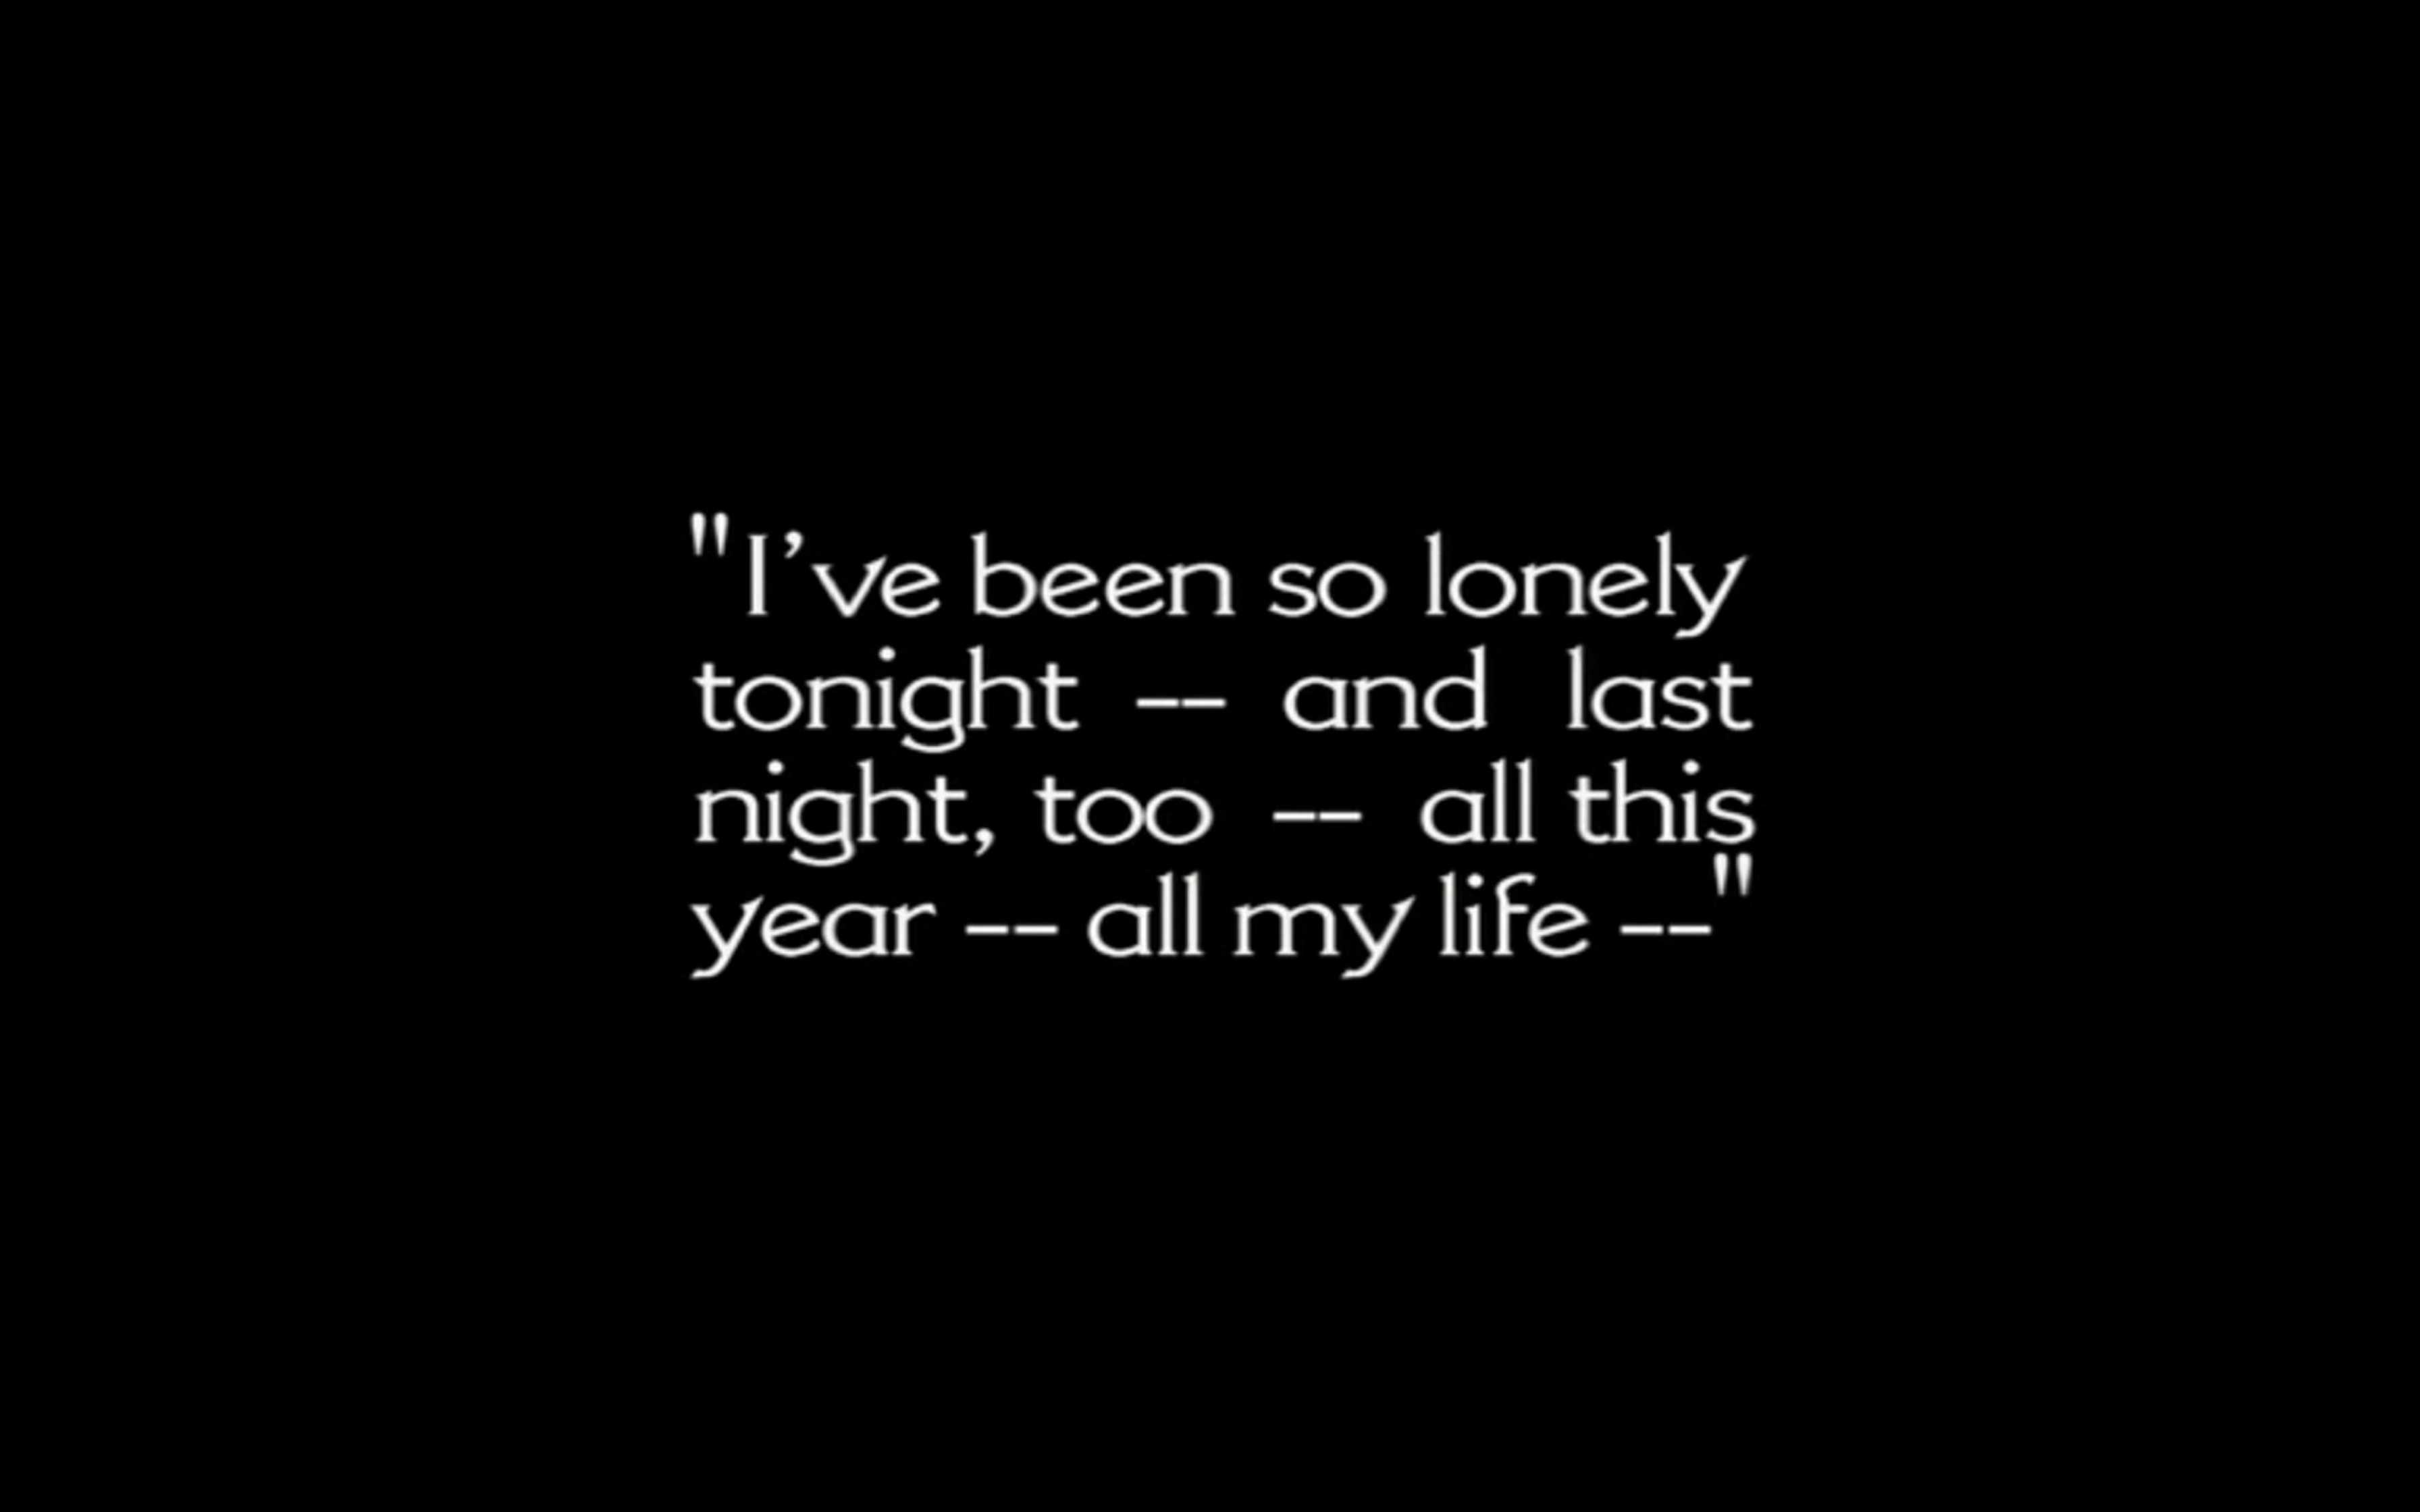 "I've been so lonely
tonight -- and last
night, too -- all this
year -- all my life --"